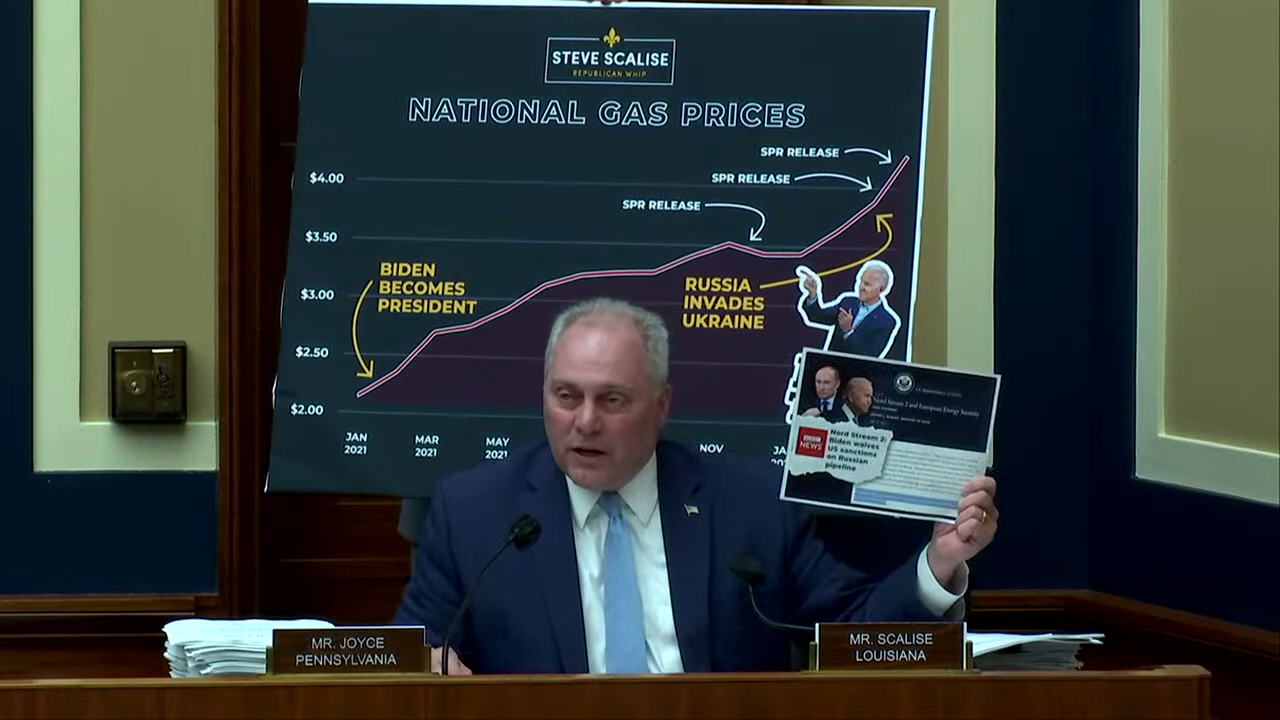 STEVE SCALISE
REPUBLICAN WHIP
NATIONAL GAS PRICES
SPR RELEASE
SPR RELEASE
SPR RELEASE
$4.00
$3.50
$3.00
$2.50
$2.00
BIDEN
BECOMES
PRESIDENT
RUSSIA
INVADES
UKRAINE
JAN
2021
MAR
2021
MAY
2021
NOV
Nord Stream 2 and European Energy Security
BBC
NEWS
Nord Stream 2:
Biden waives
US sanctions
on Russian
pipeline
MR. JOYCE
PENNSYLVANIA
MR. SCALISE
LOUISIANA